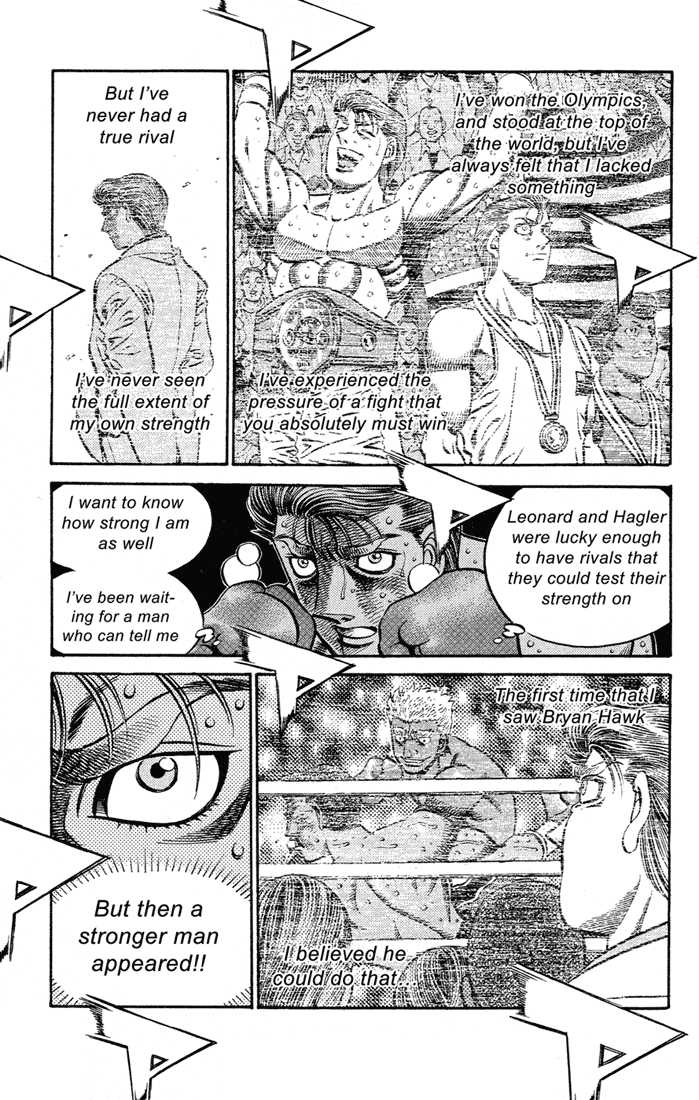 I've won the Olympics,
and stood at the top of
the world, but I've
always felt that I lacked
something
I've experienced the
pressure of a fight that
you absolutely must win
But I've
never had a
true rival
I've never seen
the full extent of
my own strength
Leonard and Hagler
were lucky enough
to have rivals that
they could test their
strength on
I want to know
how strong I am
as well
I've been wait-
ing for a man
who can tell me
The first time that I
saw Bryan Hawk
I believed he
could do that…
But then a
stronger man
appeared!!